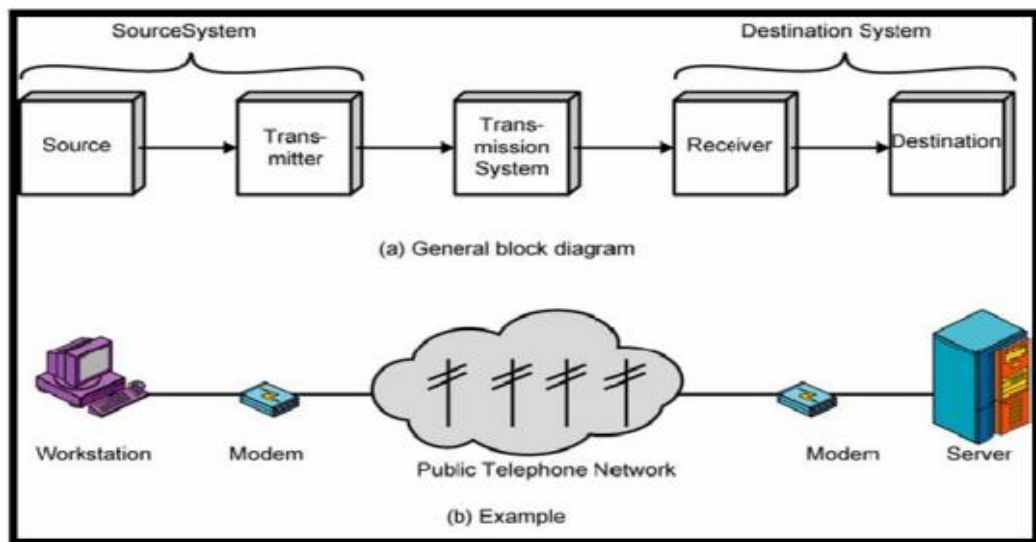 SourceSystem
Destination System
Source
Trans-
mitter
Trans-
mission
System
Receiver
Destination
(a) General block diagram
Workstation
Modem
Public Telephone Network
Modem
Server
(b) Example